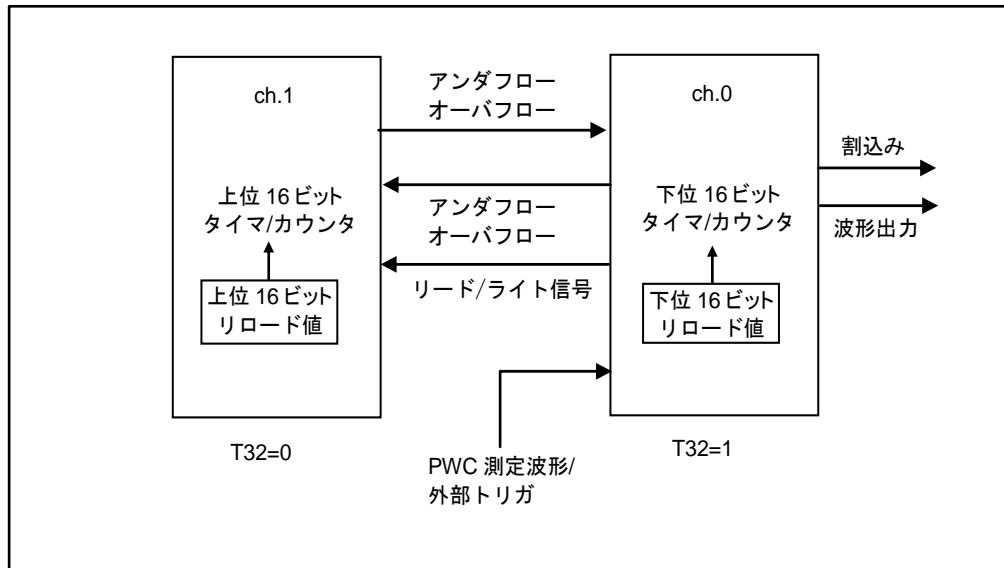 ch.1
上位 16 ビット
タイマ/カウンタ
上位 16 ビット
リロード値
T32=0
アンダフロー
オーバフロー
アンダフロー
オーバフロー
リード/ライト信号
PWC 測定波形/
外部トリガ
ch.0
下位 16 ビット
タイマ/カウンタ
下位 16 ビット
リロード値
T32=1
割込み
波形出力